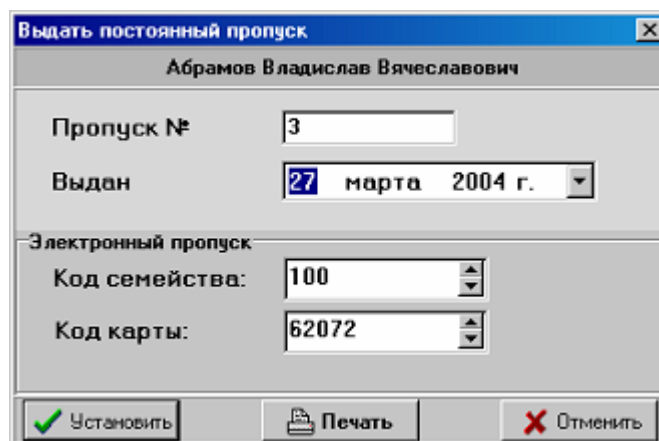 Выдать постоянный пропуск
Абрамов Владислав Вячеславович
Пропуск № 3
Выдан 27 марта 2004 г.
Электронный пропуск
Код семейства: 100
Код карты: 62072
Установить Печать Отменить